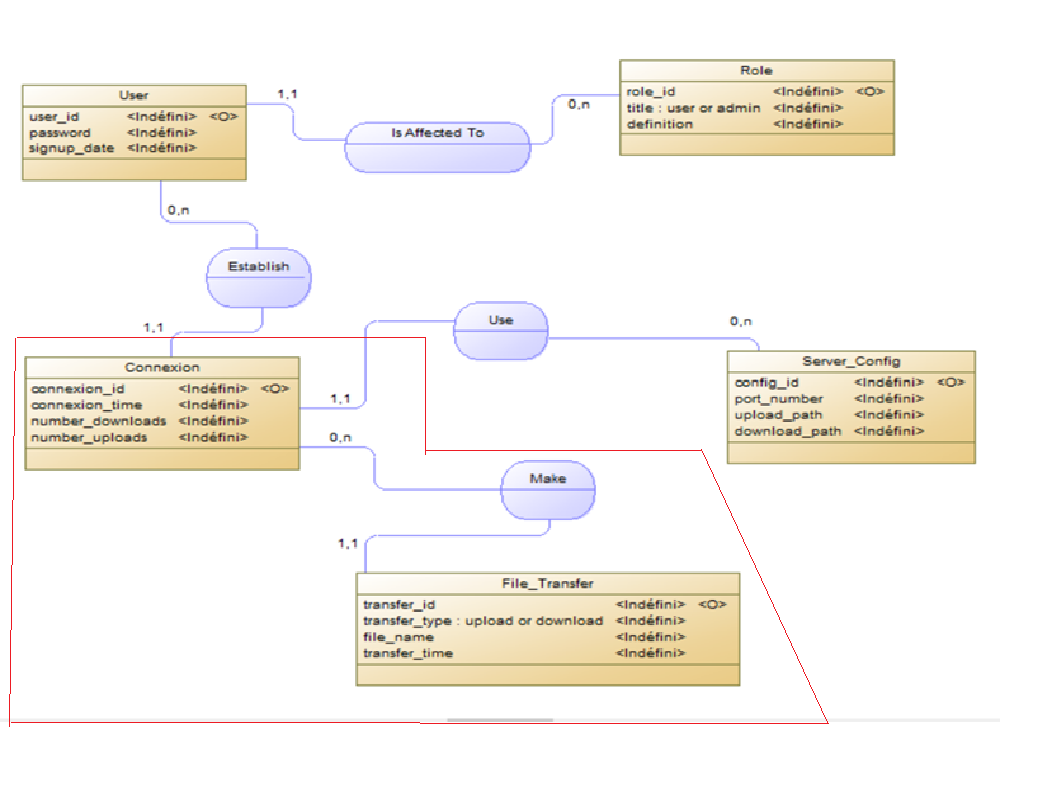 Role
role_id <Indéfini> <O>
title : user or admin <Indéfini>
definition <Indéfini>
User
user_id <Indéfini> <O>
password <Indéfini>
signup_date <Indéfini>
1,1
0,n
Is Affected To
0,n
Establish
1,1
Use
0,n
Connexion
connexion_id <Indéfini> <O>
connexion_time <Indéfini>
number_downloads <Indéfini>
number_uploads <Indéfini>
1,1
0,n
Server_Config
config_id <Indéfini> <O>
port_number <Indéfini>
upload_path <Indéfini>
download_path <Indéfini>
Make
1,1
File_Transfer
transfer_id <Indéfini> <O>
transfer_type : upload or download <Indéfini>
file_name <Indéfini>
transfer_time <Indéfini>